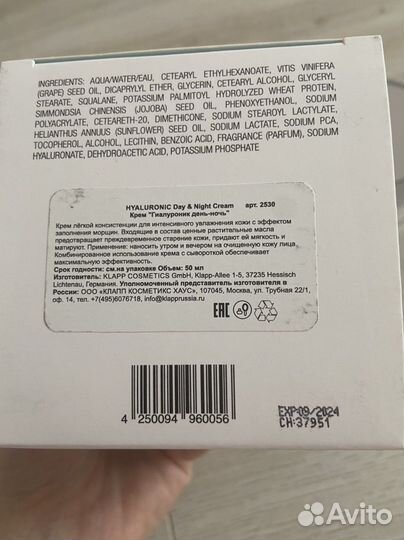 INGREDIENTS: AQUA/WATER/EAU, CETEARYL ETHYLHEXANOATE, VITIS VINIFERA
(GRAPE) SEED OIL, DICAPRYLYL ETHER, GLYCERIN, CETEARYL ALCOHOL, GLYCERYL
STEARATE, SQUALANE, POTASSIUM PALMITOYL HYDROLYZED WHEAT PROTEIN,
SIMMONDSIA CHINENSIS (JOJOBA) SEED OIL, PHENOXYETHANOL, SODIUM
POLYACRYLATE, CETEARETH-20, DIMETHICONE, SODIUM STEAROYL LACTYLATE,
HELIANTHUS ANNUUS (SUNFLOWER) SEED OIL, SODIUM LACTATE, SODIUM PCA,
TOCOPHEROL, ALCOHOL, LECITHIN, BENZOIC ACID, FRAGRANCE (PARFUM), SODIUM
HYALURONATE, DEHYDROACETIC ACID, POTASSIUM PHOSPHATE
HYALURONIC Day & Night Cream арт. 2530
Крем "Гиалуроник день-ночь"
Крем лёгкой консистенции для интенсивного увлажнения кожи с эффектом
заполнения морщин. Входящие в состав ценные растительные масла
предотвращает преждевременное старение кожи, придают ей мягкость и
матируют. Наносить утром и вечером на очищенную кожу лица.
Комбинированное использование крема с сывороткой обеспечивает
максимальную эффективность.
Срок годности: см.на упаковке Объем: 50 мл
Изготовитель: KLAPP COSMETICS GmbH, Klapp-Allee 1-5, 37235 Hessisch
Lichtenau, Германия. Уполномоченный представитель изготовителя в
России: ООО «КЛАПП КОСМЕТИКС ХАУС», 107045, Москва, ул. Трубная 22/1,
оф. 14, тел. +7(495)6076718, info@klapprussia.ru
EAC
4 250094 960056
EXP:09/2024
CH:37951
Avito